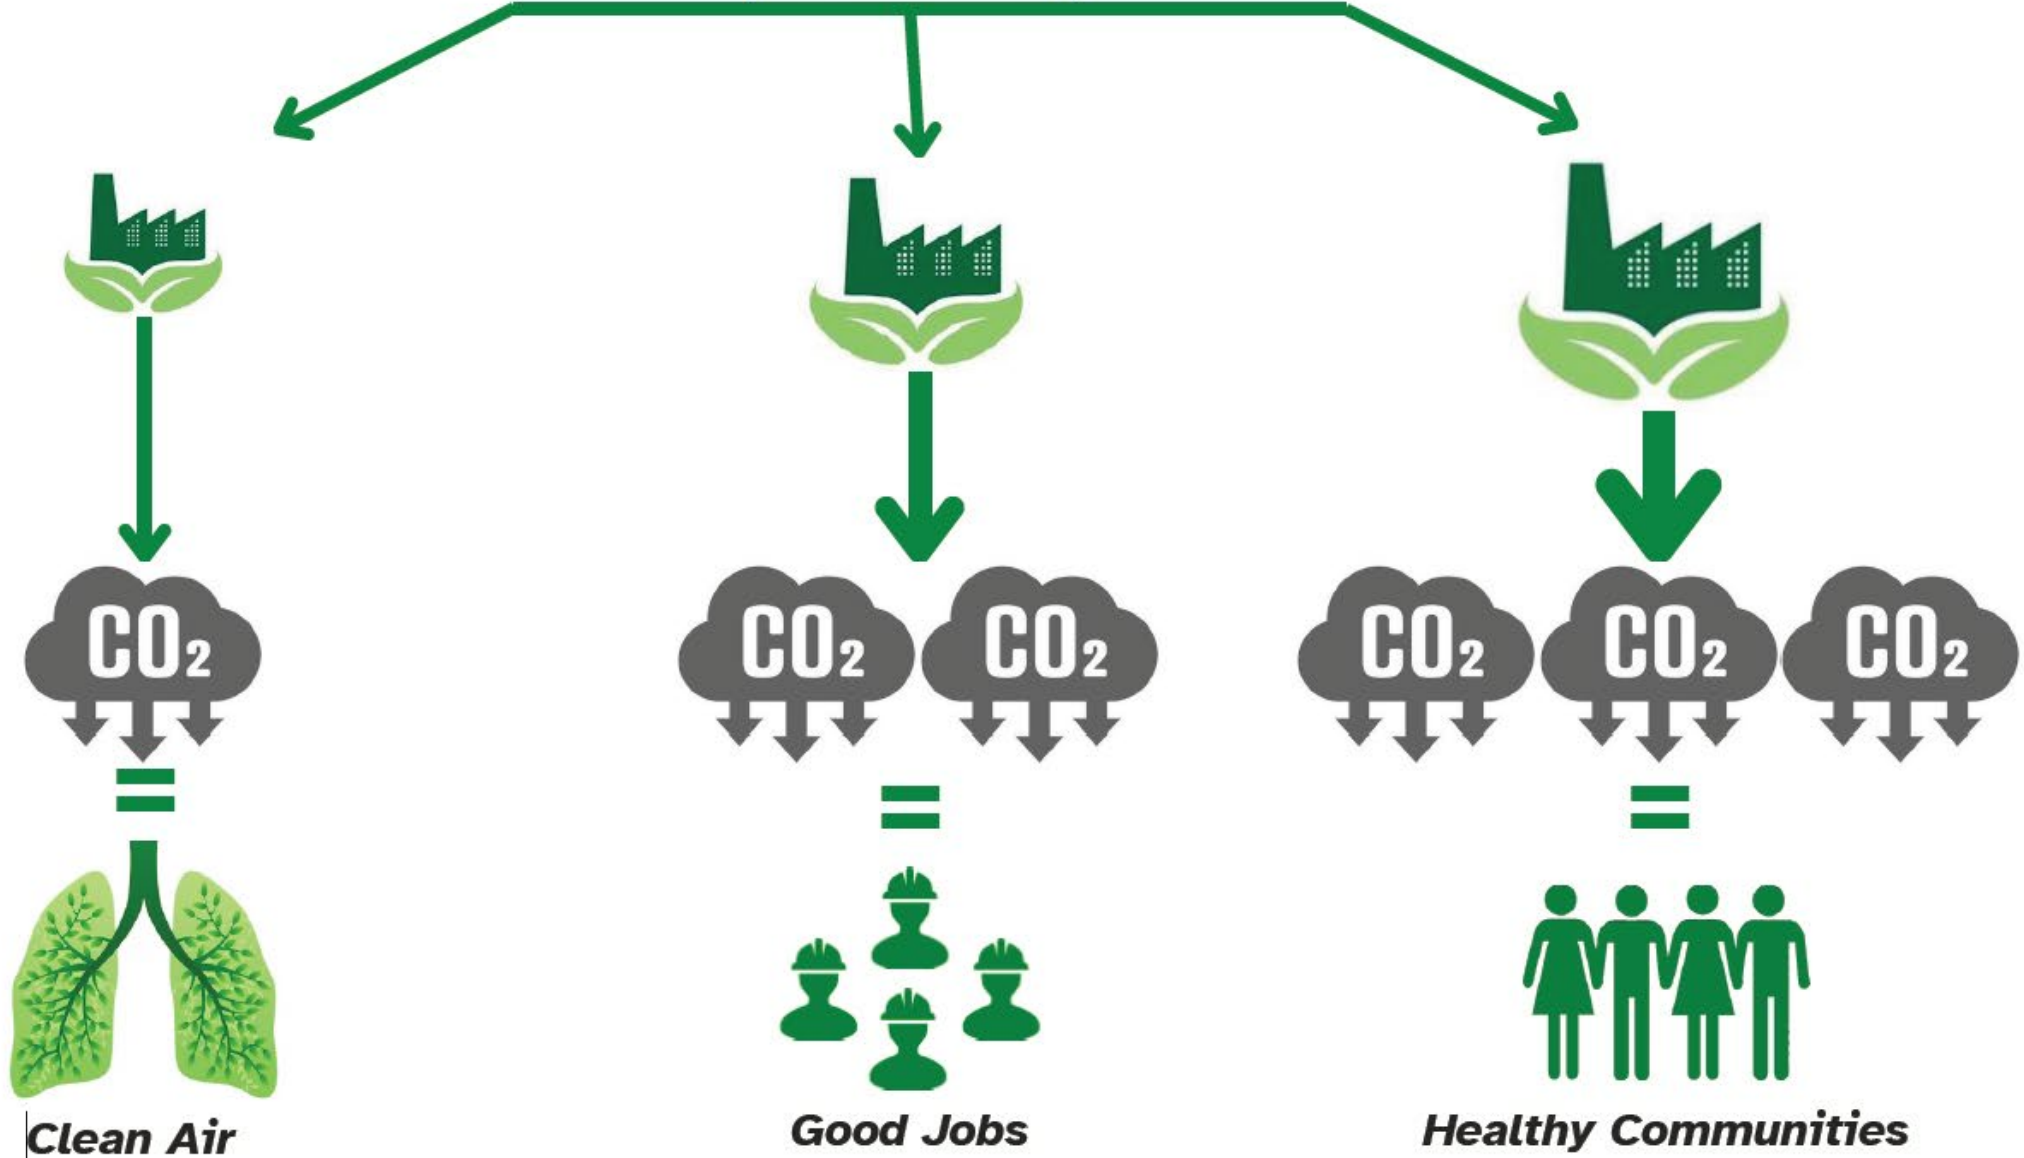 CO₂
CO₂ CO₂
CO₂ CO₂ CO₂
Clean Air
Good Jobs
Healthy Communities